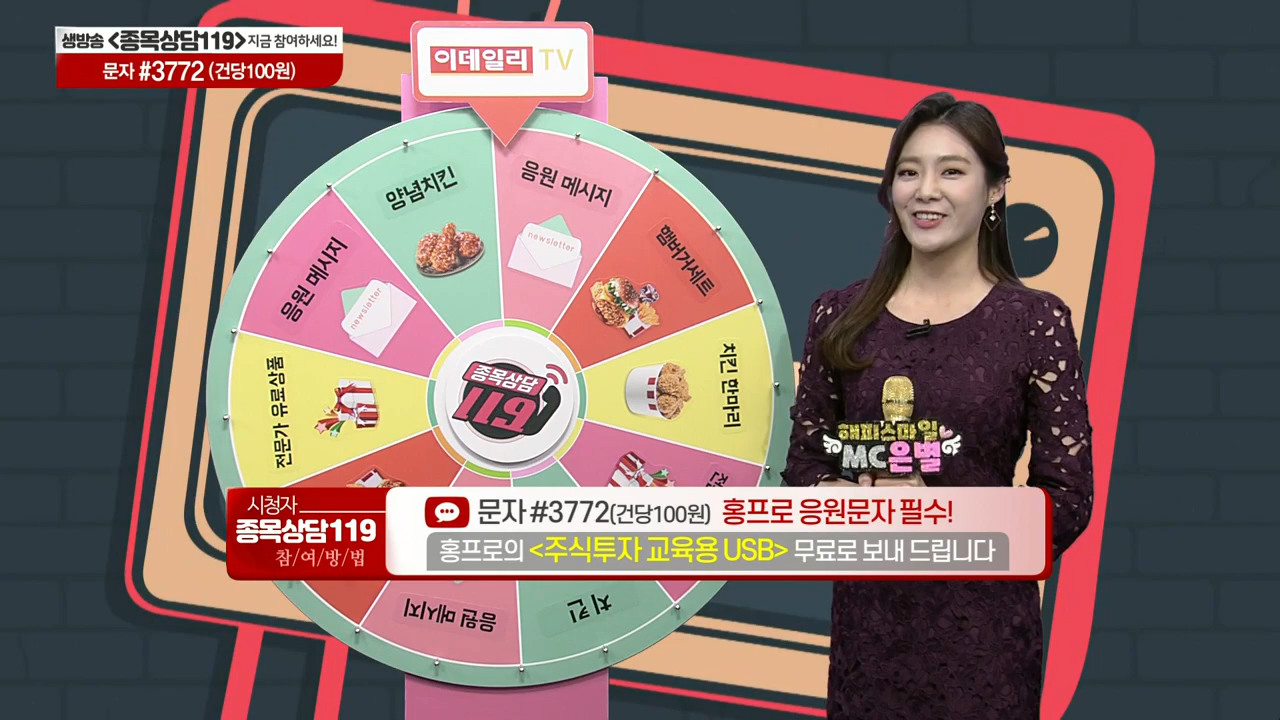 생방송 <종목상담119> 지금 참여하세요!
문자 #3772 (건당100원)
이데일리 TV
양념치킨
응원 메시지
햄버거세트
응원 메시지
newsletter
newsletter
치킨 한마리
전문가 유료상품
종목상담
119
해피스마일
MC은별
시청자
종목상담119
참/여/방/법
문자 #3772(건당100원) 홍프로 응원문자 필수!
홍프로의 <주식투자 교육용 USB> 무료로 보내 드립니다
응원 메시지
치킨